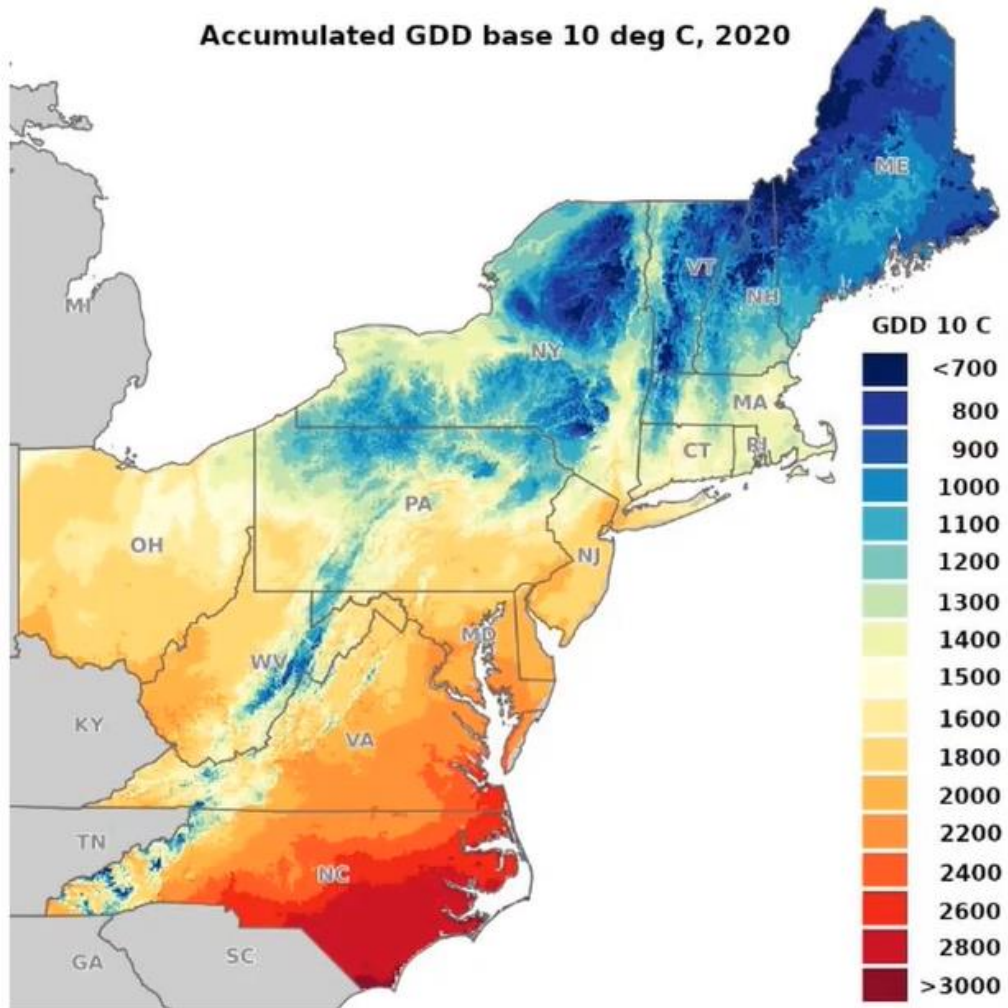 Accumulated GDD base 10 deg C, 2020
ME
MI
VT
NH
NY
GDD 10 C
<700
800
900
1000
1100
1200
1300
1400
1500
1600
1800
2000
2200
2400
2600
2800
>3000
MA
CT
RI
PA
OH
NJ
MD
WV
KY
VA
TN
NC
SC
GA